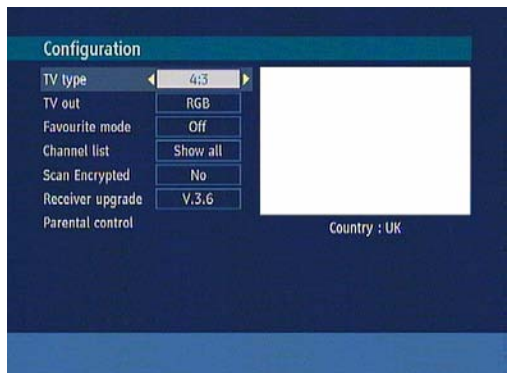 Configuration
TV type 4:3
TV out RGB
Favourite mode Off
Channel list Show all
Scan Encrypted No
Receiver upgrade V.3.6
Parental control
Country : UK